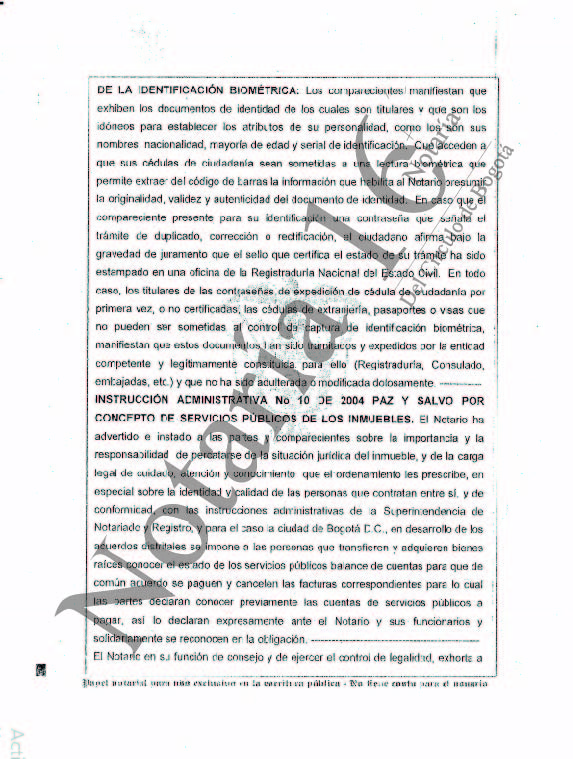 DE LA IDENTIFICACIÓN BIOMÉTRICA: Los comparecientes manifiestan que
exhiben los documentos de identidad de los cuales son titulares y que son los
idóneos para establecer los atributos de su personalidad, como los son sus
nombres nacionalidad, mayoría de edad y serial de identificación. Que acceden a
que sus cédulas de ciudadanía sean sometidas a una lectura biométrica que
permite extraer del código de barras la información que habilita al Notario presumir
la originalidad, validez y autenticidad del documento de identidad. En caso que el
compareciente presente para su identificación una contraseña que señala el
trámite de duplicado, corrección o rectificación, el ciudadano afirma bajo la
gravedad de juramento que el sello que certifica el estado de su trámite ha sido
estampado en una oficina de la Registraduría Nacional del Estado Civil. En todo
caso, los titulares de las contraseñas de expedición de cédula de ciudadanía por
primera vez, o no certificadas, las cédulas de extranjería, pasaportes o visas que
no pueden ser sometidas al control de captura de identificación biométrica,
manifiestan que estos documentos han sido tramitados y expedidos por la entidad
competente y legítimamente constituida para ello (Registraduría, Consulado,
embajadas, etc.) y que no ha sido adulterada o modificada dolosamente. ----------
INSTRUCCIÓN ADMINISTRATIVA No 10 DE 2004 PAZ Y SALVO POR
CONCEPTO DE SERVICIOS PÚBLICOS DE LOS INMUEBLES. El Notario ha
advertido e instado a las partes y comparecientes sobre la importancia y la
responsabilidad de percatarse de la situación jurídica del inmueble, y de la carga
legal de cuidado, atención y conocimiento que el ordenamiento les prescribe, en
especial sobre la identidad y calidad de las personas que contratan entre sí, y de
conformidad, con las instrucciones administrativas de la Superintendencia de
Notariado y Registro, y para el caso la ciudad de Bogotá D.C., en desarrollo de los
acuerdos distritales se impone a las personas que transfieren y adquieren bienes
raíces conocer el estado de los servicios públicos balance de cuentas para que de
común acuerdo se paguen y cancelen las facturas correspondientes para lo cual
las partes declaran conocer previamente las cuentas de servicios públicos a
pagar, así lo declaran expresamente ante el Notario y sus funcionarios y
solidariamente se reconocen en la obligación. ------------------------------
El Notario en su función de consejo y de ejercer el control de legalidad, exhorta a
Papel notarial para uso exclusivo en la escritura pública - No tiene costo para el usuario
Notaría 16
Notaría
Del Círculo de Bogotá
Acti